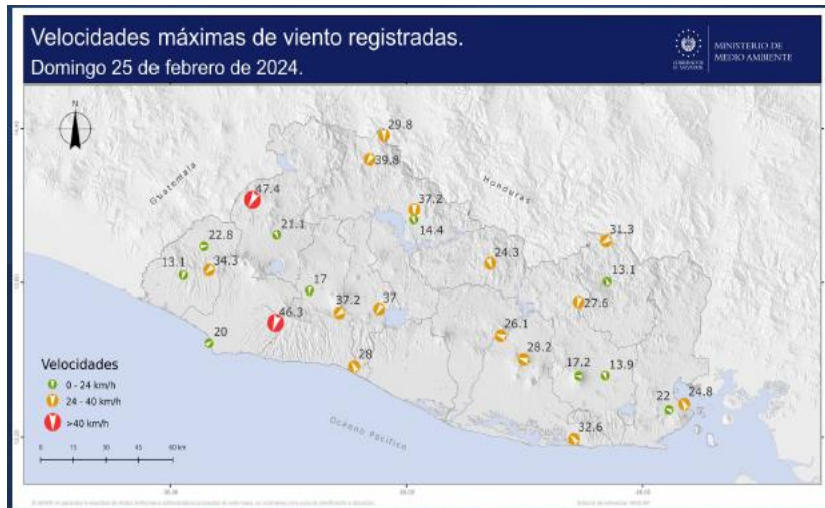 Velocidades máximas de viento registradas.
Domingo 25 de febrero de 2024.
MINISTERIO DE
MEDIO AMBIENTE
N
Guatemala
Honduras
Océano Pacífico
29.8
39.8
47.4
37.2
14.4
21.1
22.8
34.3
13.1
31.3
24.3
13.1
17
37.2
37
27.6
46.3
26.1
20
28.2
28
17.2
13.9
24.8
22
32.6
Velocidades
0 - 24 km/h
24 - 40 km/h
>40 km/h
0 15 30 45 60 km